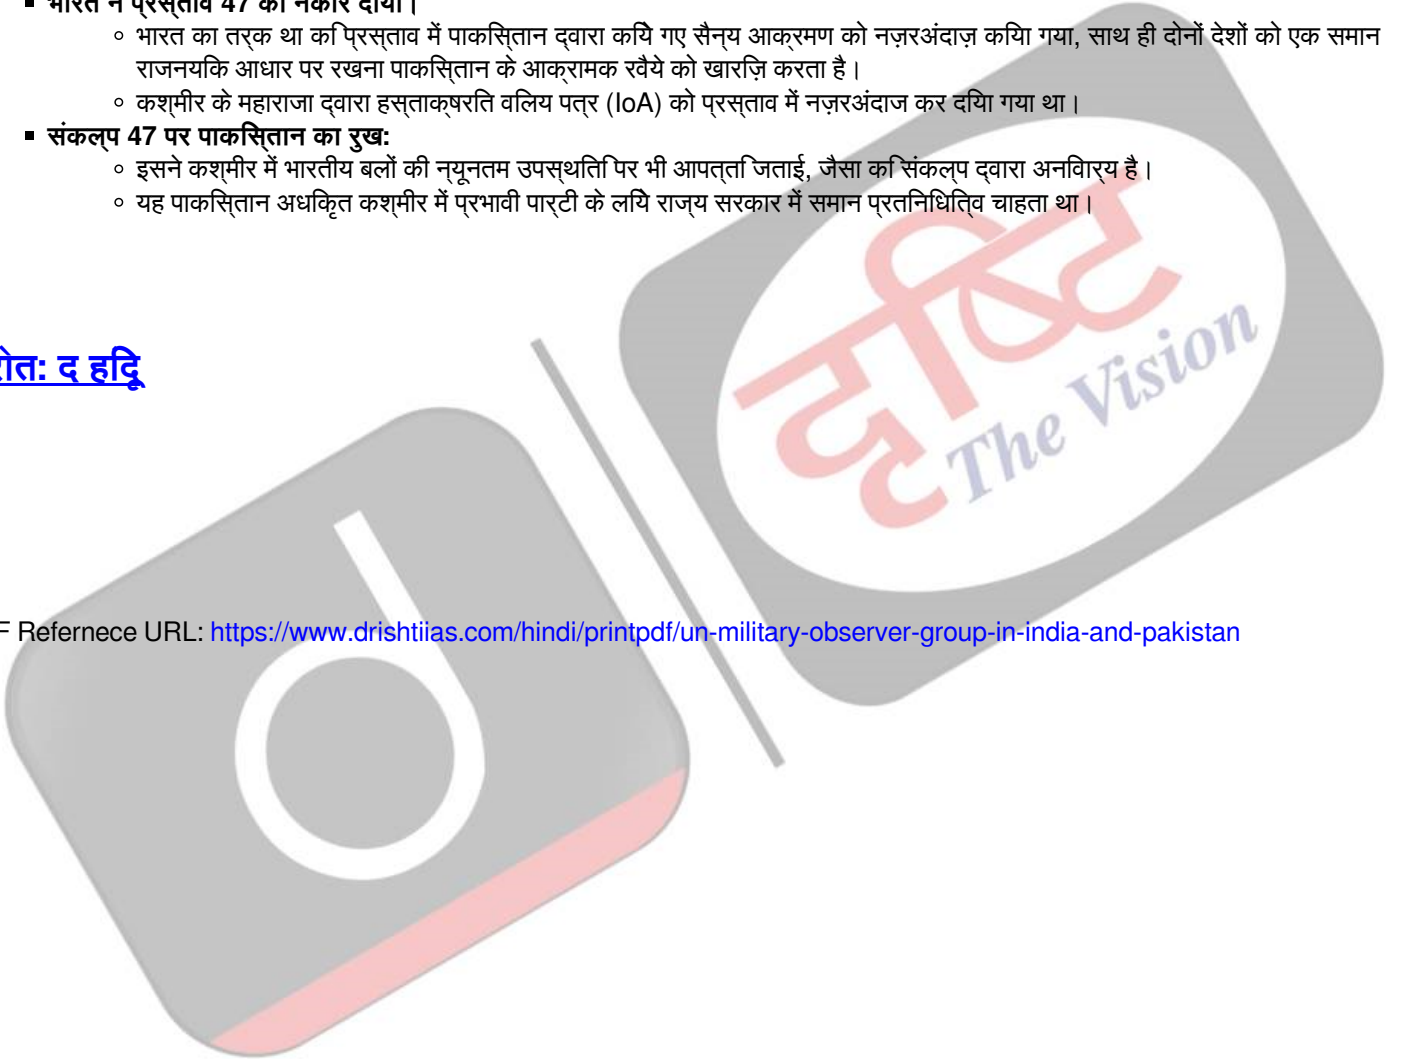 भारत ने प्रस्ताव 47 को नकार दिया।
भारत का तर्क था कि प्रस्ताव में पाकिस्तान द्वारा किये गए सैन्य आक्रमण को नज़रअंदाज़ किया गया, साथ ही दोनों देशों को एक समान
राजनयिक आधार पर रखना पाकिस्तान के आक्रामक रवैये को खारिज़ करता है।
कश्मीर के महाराजा द्वारा हस्ताक्षरित विलय पत्र (IoA) को प्रस्ताव में नज़रअंदाज कर दिया गया था।
संकल्प 47 पर पाकिस्तान का रुख:
इसने कश्मीर में भारतीय बलों की न्यूनतम उपस्थिति पर भी आपत्ति जताई, जैसा कि संकल्प द्वारा अनिवार्य है।
यह पाकिस्तान अधिकृत कश्मीर में प्रभावी पार्टी के लिये राज्य सरकार में समान प्रतिनिधित्व चाहता था।
दृष्टि
The Vision
रोत: द हिंदू
d
F Refernece URL: https://www.drishtiias.com/hindi/printpdf/un-military-observer-group-in-india-and-pakistan